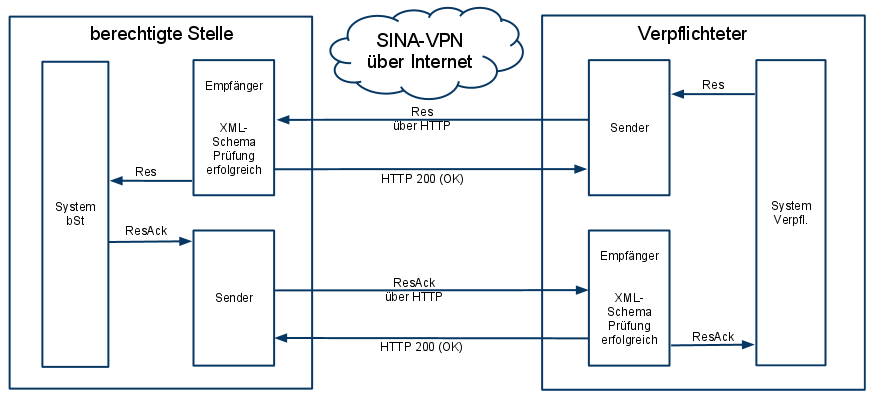 berechtigte Stelle
SINA-VPN
über Internet
Verpflichteter
Empfänger
XML-
Schema
Prüfung
erfolgreich
Res
über HTTP
Sender
Res
HTTP 200 (OK)
Res
System
bSt
System
Verpfl.
ResAck
Sender
ResAck
über HTTP
Empfänger
XML-
Schema
Prüfung
erfolgreich
HTTP 200 (OK)
ResAck